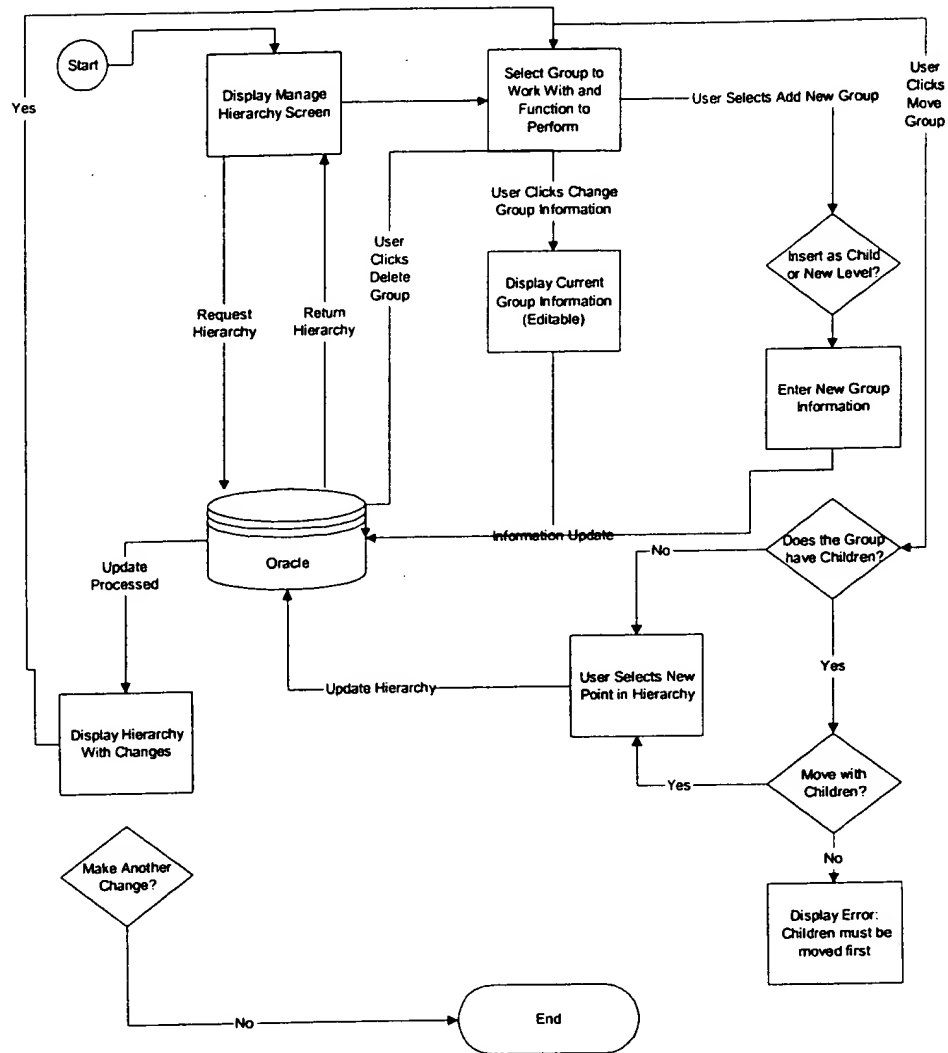 Start
Yes
Display Manage
Hierarchy Screen
Select Group to
Work With and
Function to
Perform
User Selects Add New Group
User
Clicks
Move
Group
User Clicks Change
Group Information
User
Clicks
Delete
Group
Insert as Child
or New Level?
Display Current
Group Information
(Editable)
Request
Hierarchy
Return
Hierarchy
Enter New Group
Information
Information Update
Oracle
Does the Group
have Children?
No
Update
Processed
Yes
Update Hierarchy
User Selects New
Point in Hierarchy
Display Hierarchy
With Changes
Move with
Children?
Yes
No
Make Another
Change?
Display Error:
Children must be
moved first
No
End